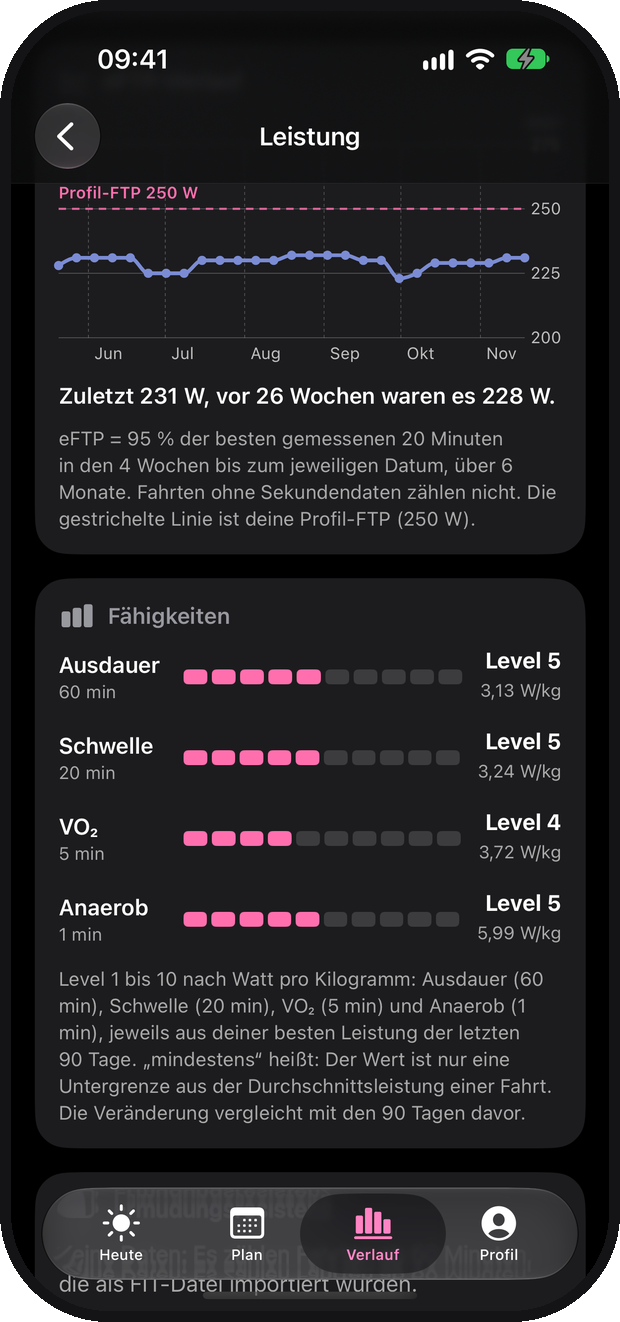 09:41
Leistung
Profil-FTP 250 W
250
225
200
Jun Jul Aug Sep Okt Nov
Zuletzt 231 W, vor 26 Wochen waren es 228 W.
eFTP = 95 % der besten gemessenen 20 Minuten
in den 4 Wochen bis zum jeweiligen Datum, über 6
Monate. Fahrten ohne Sekundendaten zählen nicht. Die
gestrichelte Linie ist deine Profil-FTP (250 W).
Fähigkeiten
Ausdauer
60 min
Level 5
3,13 W/kg
Schwelle
20 min
Level 5
3,24 W/kg
VO₂
5 min
Level 4
3,72 W/kg
Anaerob
1 min
Level 5
5,99 W/kg
Level 1 bis 10 nach Watt pro Kilogramm: Ausdauer (60
min), Schwelle (20 min), VO₂ (5 min) und Anaerob (1
min), jeweils aus deiner besten Leistung der letzten
90 Tage. „mindestens“ heißt: Der Wert ist nur eine
Untergrenze aus der Durchschnittsleistung einer Fahrt.
Die Veränderung vergleicht mit den 90 Tagen davor.
Heute Plan Verlauf Profil
die als FIT-Datei importiert wurden.